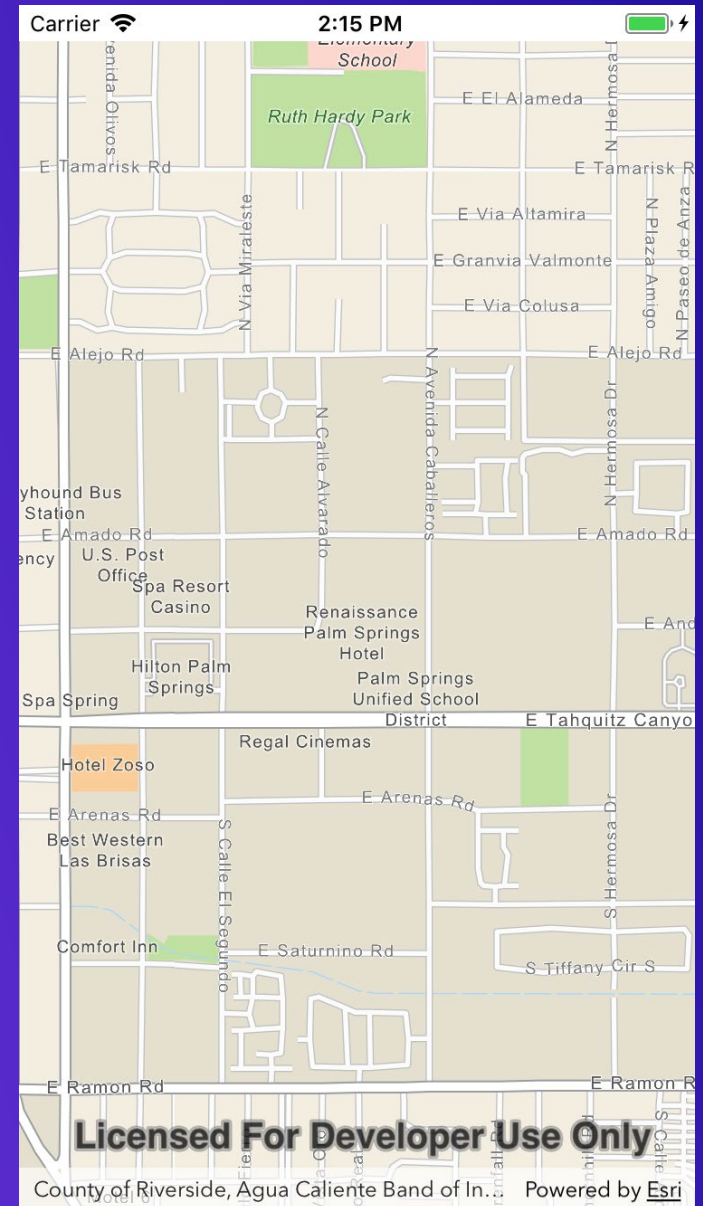 Carrier
2:15 PM
Elementary
School
Ruth Hardy Park
E El Alameda
N Hermosa
E Tamarisk Rd
E Tamarisk R
E Via Altamira
N Via Miraleste
N Plaza Amigo
N Paseo de Anza
E Granvia Valmonte
E Via Colusa
E Alejo Rd
E Alejo Rd
N Avenida Caballeros
N Hermosa Dr
N Calle Alvarado
yhound Bus
Station
E Amado Rd
E Amado Rd
ency
U.S. Post
Office
Spa Resort
Casino
Renaissance
Palm Springs
Hotel
E And
Hilton Palm
Springs
Palm Springs
Unified School
District
Spa Spring
E Tahquitz Canyo
Regal Cinemas
Hotel Zoso
E Arenas Rd
E Arenas Rd
S Hermosa Dr
Best Western
Las Brisas
S Calle El Segundo
Comfort Inn
E Saturnino Rd
S Tiffany Cir S
E Ramon Rd
E Ramon R
S Calle
Licensed For Developer Use Only
County of Riverside, Agua Caliente Band of In...
Powered by Esri